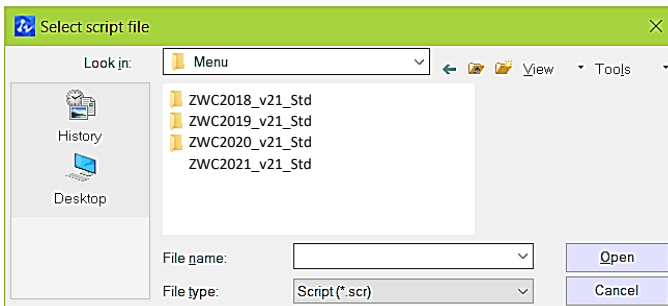 Select script file
Look in: Menu View Tools
ZWC2018_v21_Std
ZWC2019_v21_Std
ZWC2020_v21_Std
ZWC2021_v21_Std
History
Desktop
File name: Open
File type: Script (*.scr) Cancel